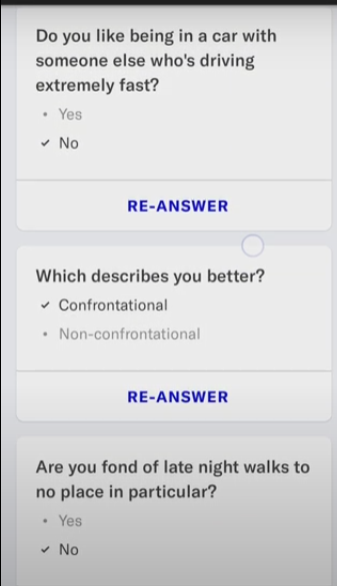 Do you like being in a car with
someone else who's driving
extremely fast?
Yes
No
RE-ANSWER
Which describes you better?
Confrontational
Non-confrontational
RE-ANSWER
Are you fond of late night walks to
no place in particular?
Yes
No